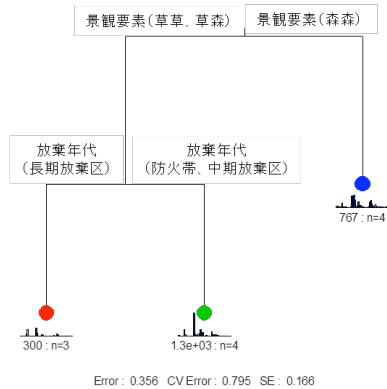 景観要素（草草、草森）
景観要素（森森）
放棄年代
（長期放棄区）
放棄年代
（防火帯、中期放棄区）
767 : n=4
300 : n=3
1.3e+03 : n=4
Error : 0.356 CV Error : 0.795 SE : 0.166